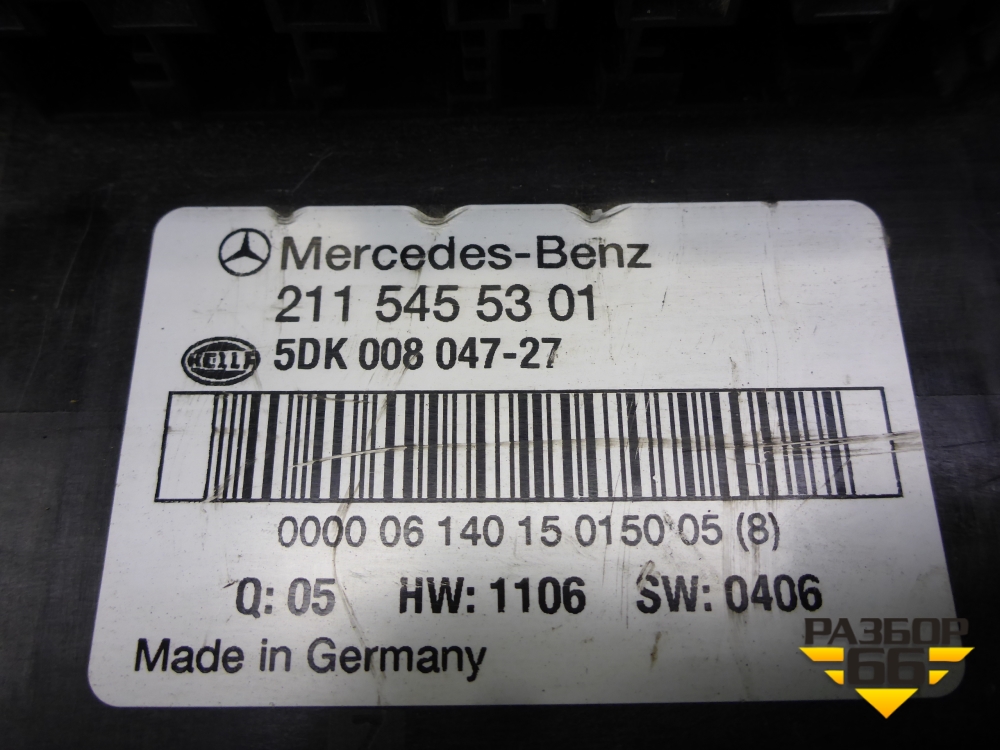 Mercedes-Benz
211 545 53 01
HELLA 5DK 008 047-27
0000 06 140 15 0150 05 (8)
Q: 05 HW: 1106 SW: 0406
Made in Germany
РАЗБОР
66